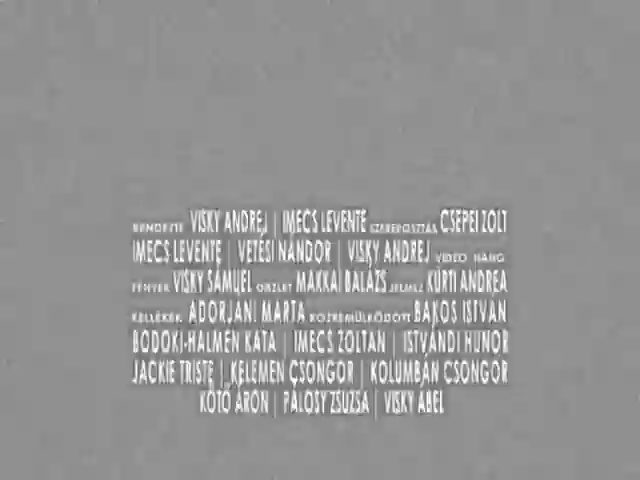 RENDEZTE VISKY ANDREJ | IMECS LEVENTE SZEREPOSZTÁS CSEPEI ZOLT
IMECS LEVENTE | VETÉSI NÁNDOR | VISKY ANDREJ VIDEÓ HANG
FÉNYEK VISKY SÁMUEL DÍSZLET MAKKAI BALÁZS JELMEZ KÜRTI ANDREA
KELLÉKEK ADORJÁNI MÁRTA KÖZREMŰKÖDÖTT BAKOS ISTVÁN
BODOKI-HALMEN KATA | IMECS ZOLTÁN | ISTVÁNDI HUNOR
JACKIE TRISTE | KELEMEN CSONGOR | KOLUMBÁN CSONGOR
KÖTŐ ÁRON | PÁLOSY ZSUZSA | VISKY ÁBEL